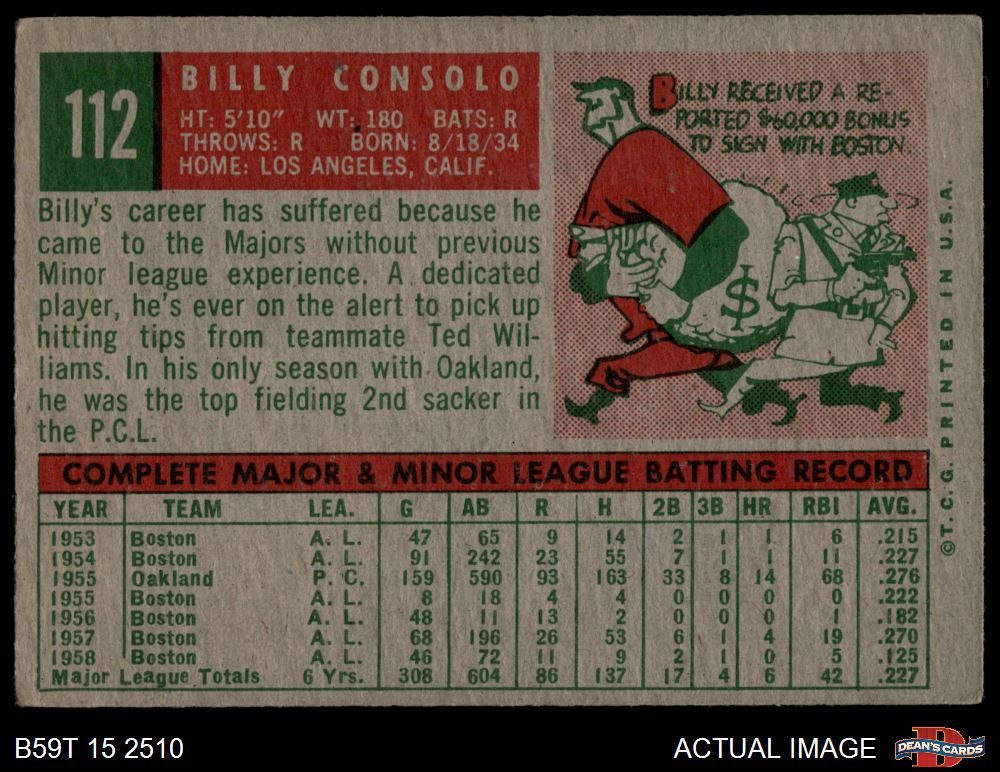 112
BILLY CONSOLO
HT: 5'10" WT: 180 BATS: R
THROWS: R BORN: 8/18/34
HOME: LOS ANGELES, CALIF.
BILLY RECEIVED A RE-
PORTED $60,000 BONUS
TO SIGN WITH BOSTON.
$
Billy's career has suffered because he
came to the Majors without previous
Minor league experience. A dedicated
player, he's ever on the alert to pick up
hitting tips from teammate Ted Wil-
liams. In his only season with Oakland,
he was the top fielding 2nd sacker in
the P.C.L.
©T.C.G. PRINTED IN U.S.A.
COMPLETE MAJOR & MINOR LEAGUE BATTING RECORD
YEAR TEAM LEA. G AB R H 2B 3B HR RBI AVG.
1953 Boston A. L. 47 65 9 14 2 1 1 6 .215
1954 Boston A. L. 91 242 23 55 7 1 1 11 .227
1955 Oakland P. C. 159 590 93 163 33 8 14 68 .276
1955 Boston A. L. 8 18 4 4 0 0 0 0 .222
1956 Boston A. L. 48 11 13 2 0 0 0 1 .182
1957 Boston A. L. 68 196 26 53 6 1 4 19 .270
1958 Boston A. L. 46 72 11 9 2 1 0 5 .125
Major League Totals 6 Yrs. 308 604 86 137 17 4 6 42 .227
B59T 15 2510
ACTUAL IMAGE
D
DEAN'S CARDS